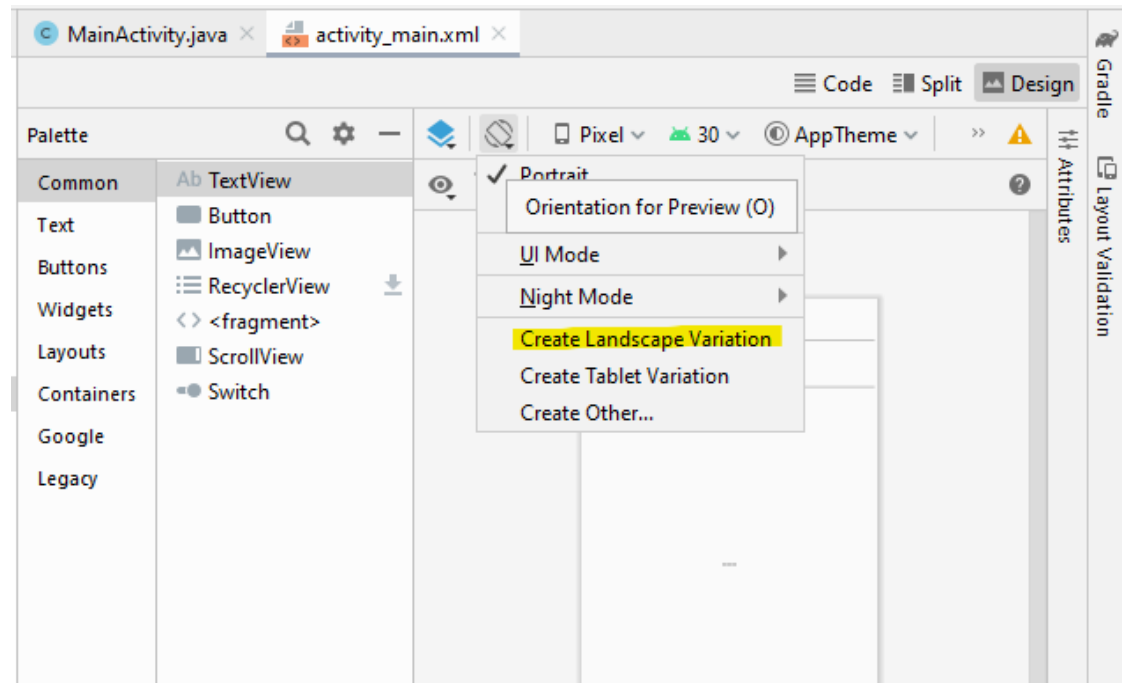 MainActivity.java
activity_main.xml
Code
Split
Design
Palette
Pixel
30
AppTheme
Common
Text
Buttons
Widgets
Layouts
Containers
Google
Legacy
Ab TextView
Button
ImageView
RecyclerView
<fragment>
ScrollView
Switch
Portrait
Orientation for Preview (O)
UI Mode
Night Mode
Create Landscape Variation
Create Tablet Variation
Create Other...
Attributes
Gradle
Layout Validation